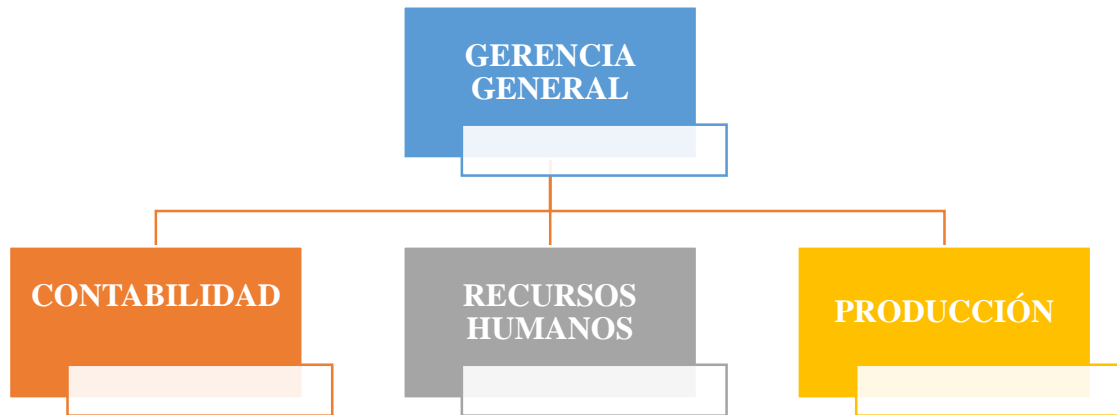 GERENCIA
GENERAL
CONTABILIDAD
RECURSOS
HUMANOS
PRODUCCIÓN